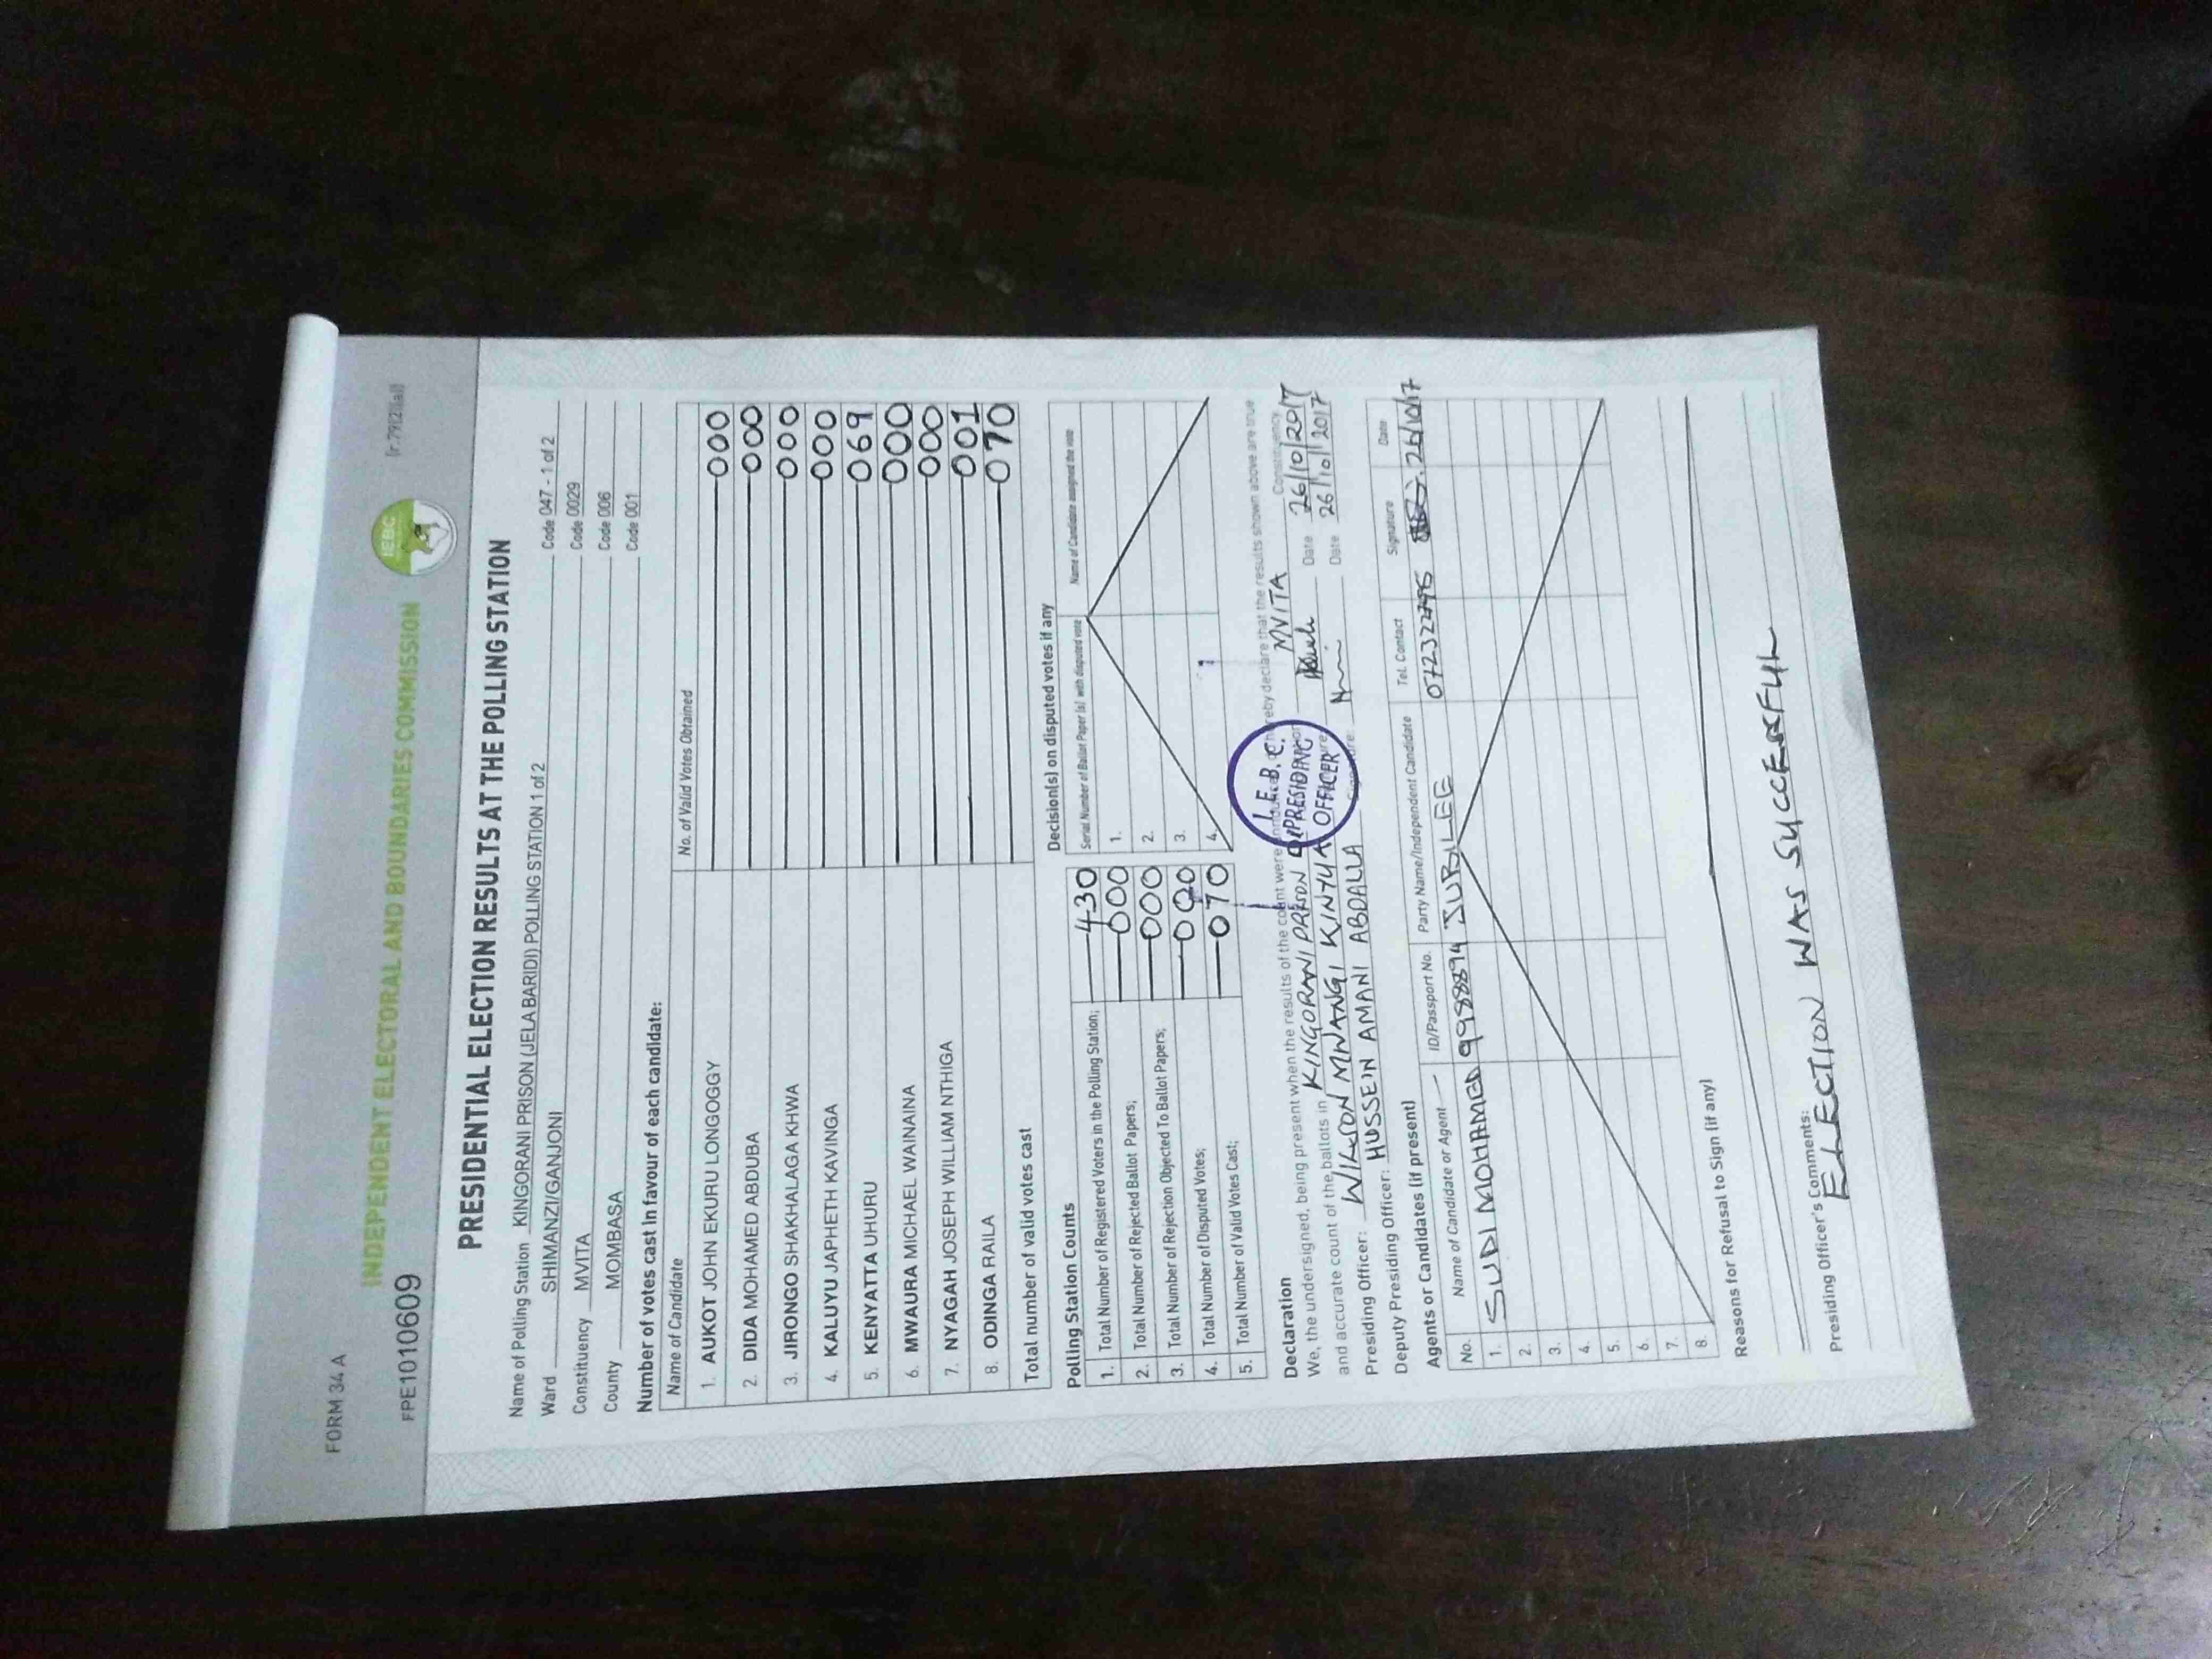 FORM 34 A
(r.79(2)(a))
INDEPENDENT ELECTORAL AND BOUNDARIES COMMISSION
IEBC
FPE1010609
PRESIDENTIAL ELECTION RESULTS AT THE POLLING STATION
Name of Polling Station KINGORANI PRISON (JELA BARIDI) POLLING STATION 1 of 2 Code 047 - 1 of 2
Ward SHIMANZI/GANJONI Code 0029
Constituency MVITA Code 006
County MOMBASA Code 001
Number of votes cast in favour of each candidate:
Name of Candidate No. of Valid Votes Obtained
1. AUKOT JOHN EKURU LONGOGGY 000
2. DIDA MOHAMED ABDUBA 000
3. JIRONGO SHAKHALAGA KHWA 000
4. KALUYU JAPHETH KAVINGA 000
5. KENYATTA UHURU 069
6. MWAURA MICHAEL WAINAINA 000
7. NYAGAH JOSEPH WILLIAM NTHIGA 000
8. ODINGA RAILA 001
Total number of valid votes cast 070
Polling Station Counts
1. Total Number of Registered Voters in the Polling Station; 430
2. Total Number of Rejected Ballot Papers; 000
3. Total Number of Rejection Objected To Ballot Papers; 000
4. Total Number of Disputed Votes; 000
5. Total Number of Valid Votes Cast; 070
Decision(s) on disputed votes if any
Serial Number of Ballot Paper (s) with disputed vote Name of Candidate assigned the vote
1.
2.
3.
4.
Declaration
We, the undersigned, being present when the results of the count were hereby declare that the results shown above are true
and accurate count of the ballots in KINGORANI PRISON MVITA Constituency
Presiding Officer: WILSON MWANGI KINYUA Date 26/10/2017
Deputy Presiding Officer: HUSSEIN AMANI ABDALLA Date 26/10/2017
I.E.B.C.
PRESIDING
OFFICER
Agents or Candidates (if present)
No. Name of Candidate or Agent ID/Passport No. Party Name/Independent Candidate Tel. Contact Signature Date
1. SUDI MOHAMED 9988894 JUBILEE 26/10/17
2.
3.
4.
5.
6.
7.
8.
Reasons for Refusal to Sign (if any)
Presiding Officer's Comments:
ELECTION WAS SUCCESSFUL